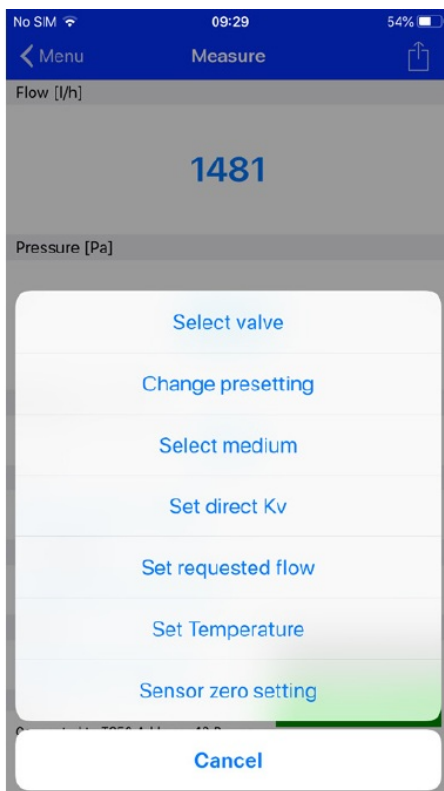 No SIM 09:29 54%
Menu Measure
Flow [l/h]
1481
Pressure [Pa]
Select valve
Change presetting
Select medium
Set direct Kv
Set requested flow
Set Temperature
Sensor zero setting
Cancel